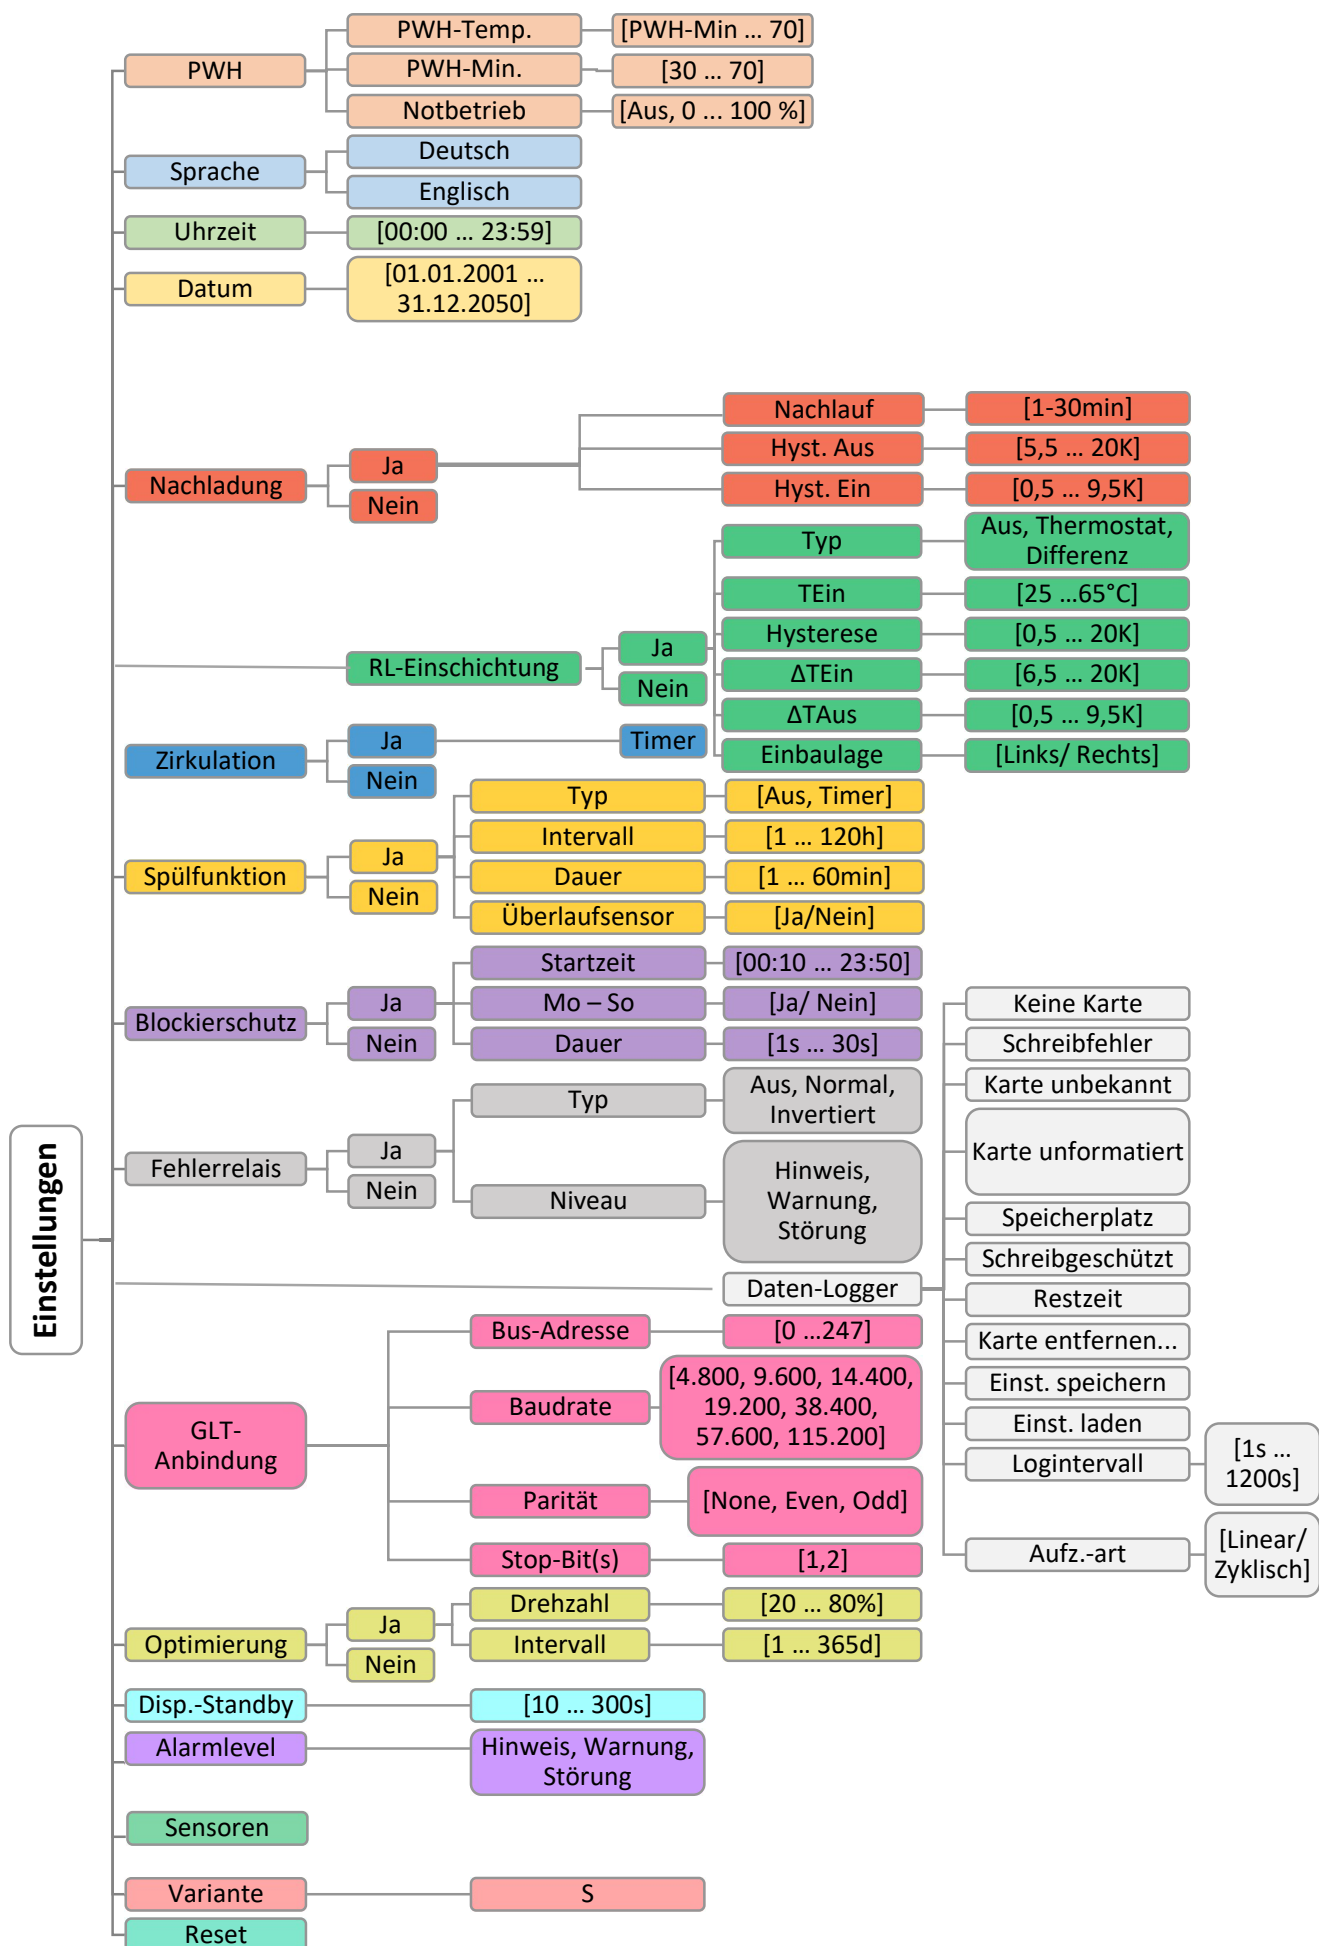 Einstellungen
PWH
PWH-Temp.
[PWH-Min ... 70]
PWH-Min.
[30 ... 70]
Notbetrieb
[Aus, 0 ... 100 %]
Sprache
Deutsch
Englisch
Uhrzeit
[00:00 ... 23:59]
Datum
[01.01.2001 ...
31.12.2050]
Nachladung
Ja
Nein
Nachlauf
[1-30min]
Hyst. Aus
[5,5 ... 20K]
Hyst. Ein
[0,5 ... 9,5K]
RL-Einschichtung
Ja
Nein
Typ
Aus, Thermostat,
Differenz
TEin
[25 ...65°C]
Hysterese
[0,5 ... 20K]
ΔTEin
[6,5 ... 20K]
ΔTAus
[0,5 ... 9,5K]
Einbaulage
[Links/ Rechts]
Zirkulation
Ja
Nein
Timer
Spülfunktion
Ja
Nein
Typ
[Aus, Timer]
Intervall
[1 ... 120h]
Dauer
[1 ... 60min]
Überlaufsensor
[Ja/Nein]
Blockierschutz
Ja
Nein
Startzeit
[00:10 ... 23:50]
Mo – So
[Ja/ Nein]
Dauer
[1s ... 30s]
Fehlerrelais
Ja
Nein
Typ
Aus, Normal,
Invertiert
Niveau
Hinweis,
Warnung,
Störung
Daten-Logger
Keine Karte
Schreibfehler
Karte unbekannt
Karte unformatiert
Speicherplatz
Schreibgeschützt
Restzeit
Karte entfernen...
Einst. speichern
Einst. laden
Logintervall
[1s ...
1200s]
Aufz.-art
[Linear/
Zyklisch]
GLT-
Anbindung
Bus-Adresse
[0 ...247]
Baudrate
[4.800, 9.600, 14.400,
19.200, 38.400,
57.600, 115.200]
Parität
[None, Even, Odd]
Stop-Bit(s)
[1,2]
Optimierung
Ja
Nein
Drehzahl
[20 ... 80%]
Intervall
[1 ... 365d]
Disp.-Standby
[10 ... 300s]
Alarmlevel
Hinweis, Warnung,
Störung
Sensoren
Variante
S
Reset